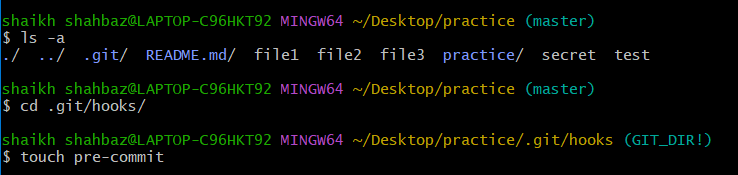 shaikh shahbaz@LAPTOP-C96HKT92 MINGW64 ~/Desktop/practice (master)
$ ls -a
./  ../  .git/  README.md/  file1  file2  file3  practice/  secret  test
shaikh shahbaz@LAPTOP-C96HKT92 MINGW64 ~/Desktop/practice (master)
$ cd .git/hooks/
shaikh shahbaz@LAPTOP-C96HKT92 MINGW64 ~/Desktop/practice/.git/hooks (GIT_DIR!)
$ touch pre-commit